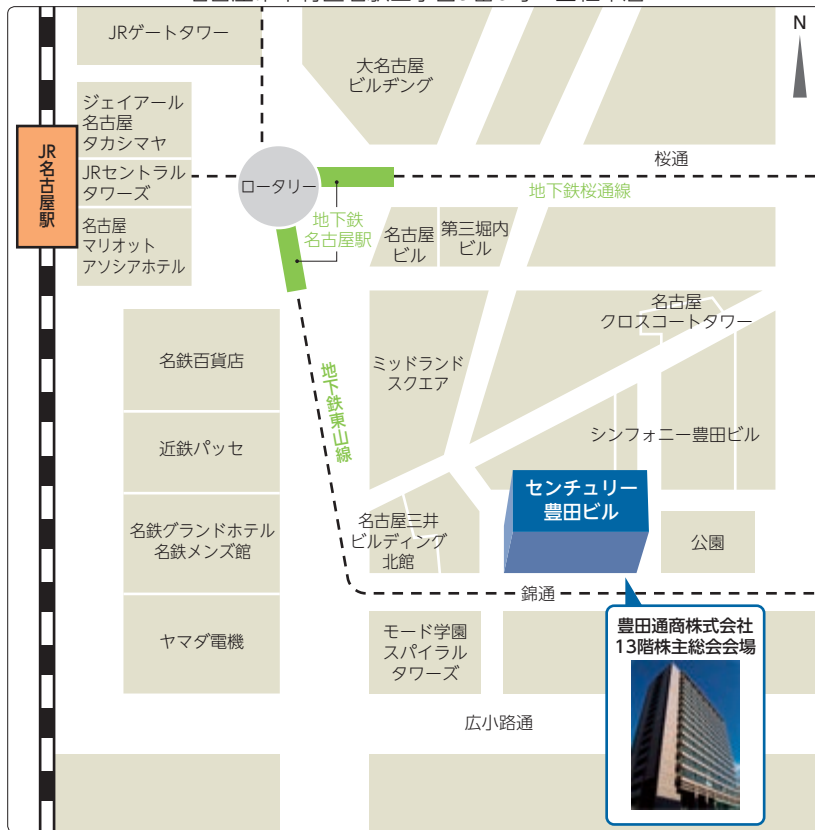 JRゲートタワー
N
大名古屋
ビルヂング
ジェイアール
名古屋
タカシマヤ
JR名古屋駅
桜通
JRセントラル
タワーズ
ロータリー
地下鉄桜通線
地下鉄
名古屋駅
名古屋
マリオット
アソシアホテル
名古屋
ビル
第三堀内
ビル
名古屋
クロスコートタワー
名鉄百貨店
ミッドランド
スクエア
地下鉄東山線
近鉄パッセ
シンフォニー豊田ビル
センチュリー
豊田ビル
名鉄グランドホテル
名鉄メンズ館
名古屋三井
ビルディング
北館
公園
錦通
ヤマダ電機
モード学園
スパイラル
タワーズ
豊田通商株式会社
13階株主総会会場
広小路通